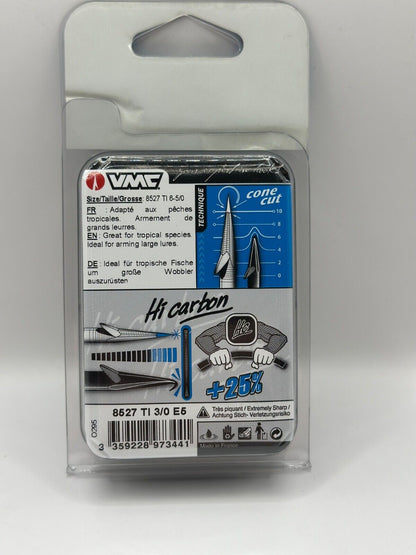 VMC
Size/Taille/Grosse: 8527 TI 6-5/0
FR : Adapté aux pêches
tropicales. Armement de
grands leurres.
EN : Great for tropical species.
Ideal for arming large lures.
DE : Ideal für tropische Fische
um große Wobbler
auszurüsten
TECHNIQUE
cone
cut
10
8
6
4
2
0
Hi carbon
Hc
+25%
8527 TI 3/0 E5
D295
3 359228 973441
Très piquant / Extremely Sharp /
Achtung Stich- Verletzungsrisiko
Made in France